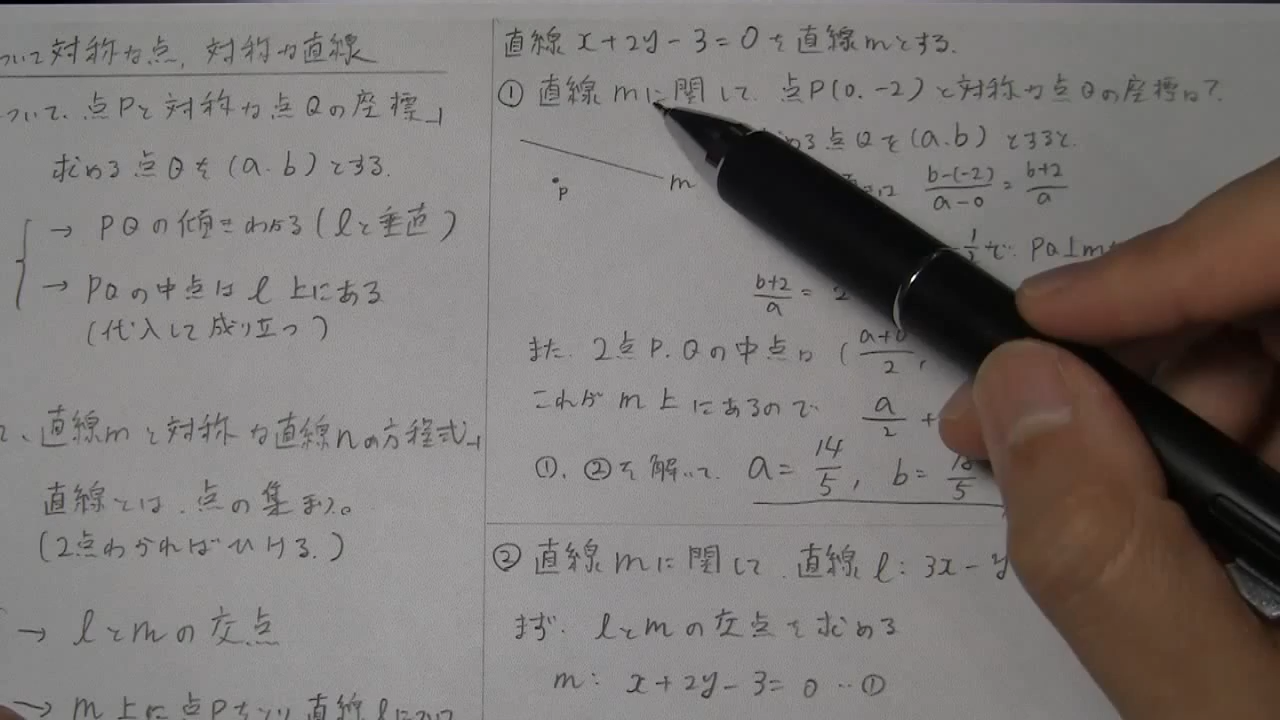 ついて対称な点、対称な直線
ついて、点Pと対称な点Qの座標
求める点Qを(a.b)とする.
→ PQの傾きわかる(lと垂直)
→ PQの中点はl上にある
(代入して成り立つ)
直線mと対称な直線nの方程式
直線とは、点の集まり。
(2点わかればひける.)
→ lとmの交点
→ m上に点Pをとり直線lについて
直線 x+2y-3=0 を直線mとする.
① 直線mに関して、点P(0.-2)と対称な点Qの座標は?
P
m
める点Qを(a.b)とすると.
b-(-2)/a-0 = b+2/a
1/2で、PQ⊥m
b+2/a = 2
また、2点P.Qの中点は (a+0/2,
これがm上にあるので a/2 +
①、②を解いて、a= 14/5, b= 18/5
② 直線mに関して、直線l: 3x-y
まず、lとmの交点を求める
m: x+2y-3=0 …①